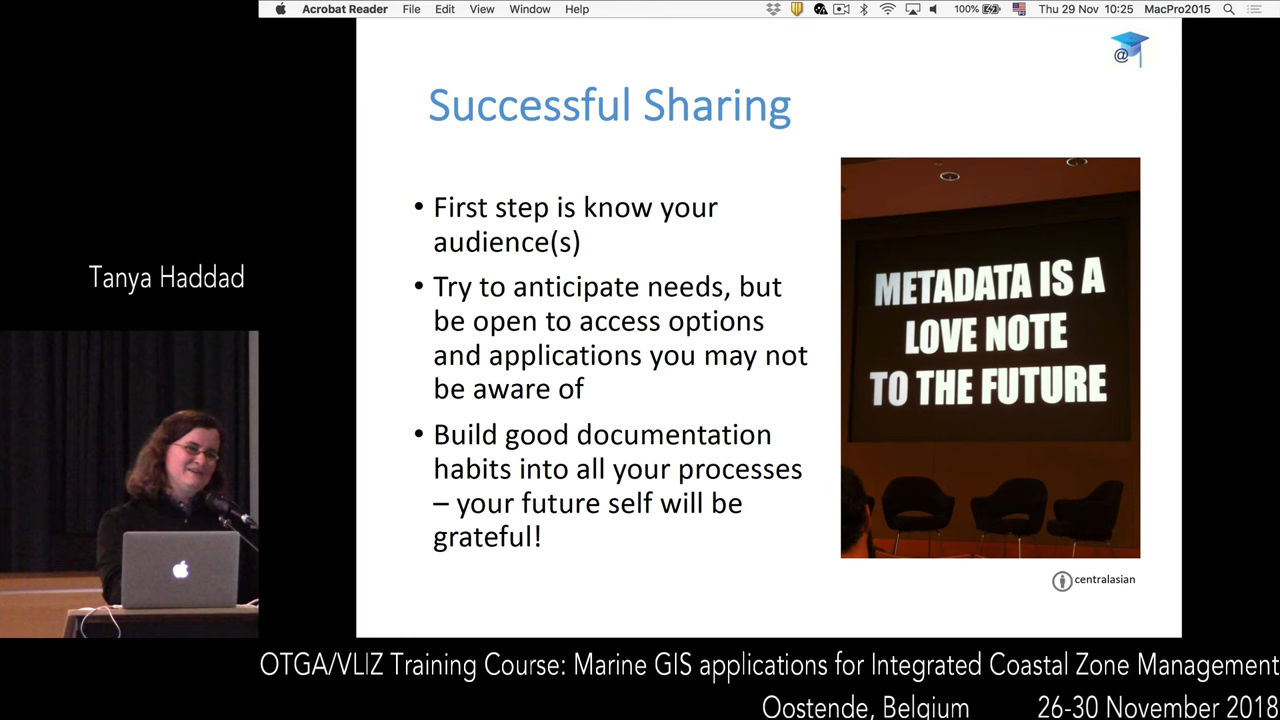 Acrobat Reader File Edit View Window Help 100% Thu 29 Nov 10:25 MacPro2015
@
Successful Sharing
• First step is know your
audience(s)
• Try to anticipate needs, but
be open to access options
and applications you may not
be aware of
• Build good documentation
habits into all your processes
– your future self will be
grateful!
METADATA IS A
LOVE NOTE
TO THE FUTURE
centralasian
Tanya Haddad
OTGA/VLIZ Training Course: Marine GIS applications for Integrated Coastal Zone Management
Oostende, Belgium 26-30 November 2018